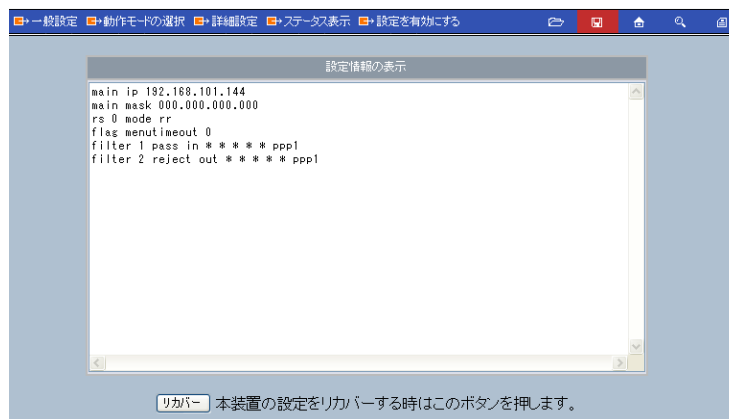 一般設定 動作モードの選択 詳細設定 ステータス表示 設定を有効にする
設定情報の表示
main ip 192.168.101.144
main mask 000.000.000.000
rs 0 mode rr
flag menutimeout 0
filter 1 pass in * * * * * ppp1
filter 2 reject out * * * * * ppp1
リカバー 本装置の設定をリカバーする時はこのボタンを押します。